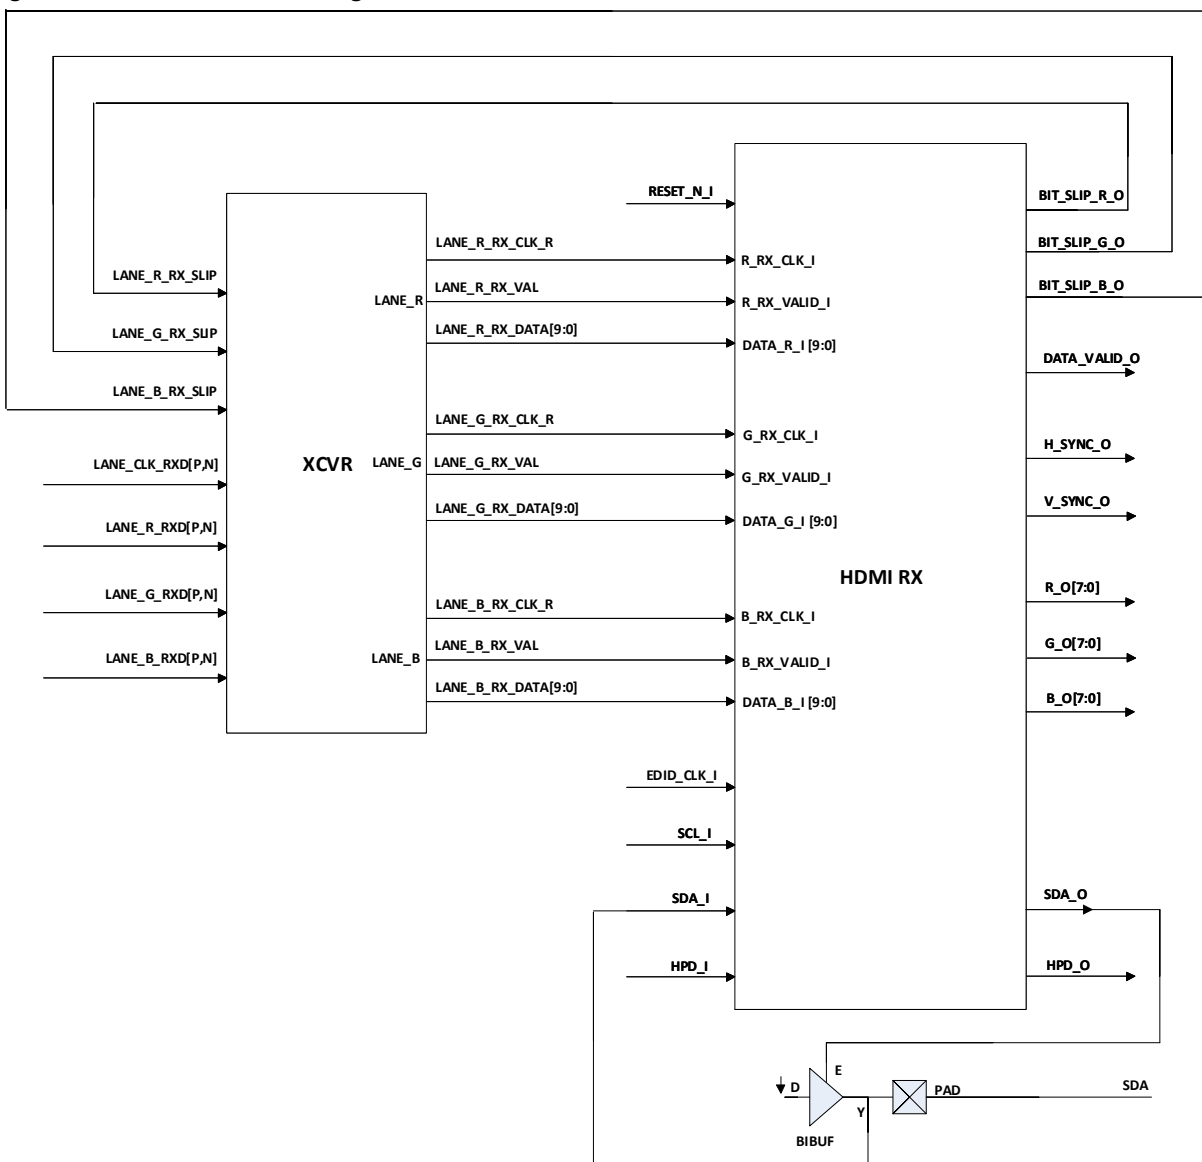 RESET_N_I
BIT_SLIP_R_O
LANE_R_RX_CLK_R
BIT_SLIP_G_O
R_RX_CLK_I
LANE_R_RX_SLIP
LANE_R_RX_VAL
BIT_SLIP_B_O
LANE_R
R_RX_VALID_I
LANE_G_RX_SLIP
LANE_R_RX_DATA[9:0]
DATA_R_I [9:0]
DATA_VALID_O
LANE_B_RX_SLIP
LANE_G_RX_CLK_R
G_RX_CLK_I
H_SYNC_O
LANE_CLK_RXD[P,N]
XCVR
LANE_G
LANE_G_RX_VAL
G_RX_VALID_I
V_SYNC_O
LANE_R_RXD[P,N]
LANE_G_RX_DATA[9:0]
DATA_G_I [9:0]
HDMI RX
LANE_G_RXD[P,N]
R_O[7:0]
LANE_B_RX_CLK_R
B_RX_CLK_I
G_O[7:0]
LANE_B_RXD[P,N]
LANE_B
LANE_B_RX_VAL
B_RX_VALID_I
LANE_B_RX_DATA[9:0]
DATA_B_I [9:0]
B_O[7:0]
EDID_CLK_I
SCL_I
SDA_I
SDA_O
HPD_I
HPD_O
E
D
PAD
SDA
Y
BIBUF